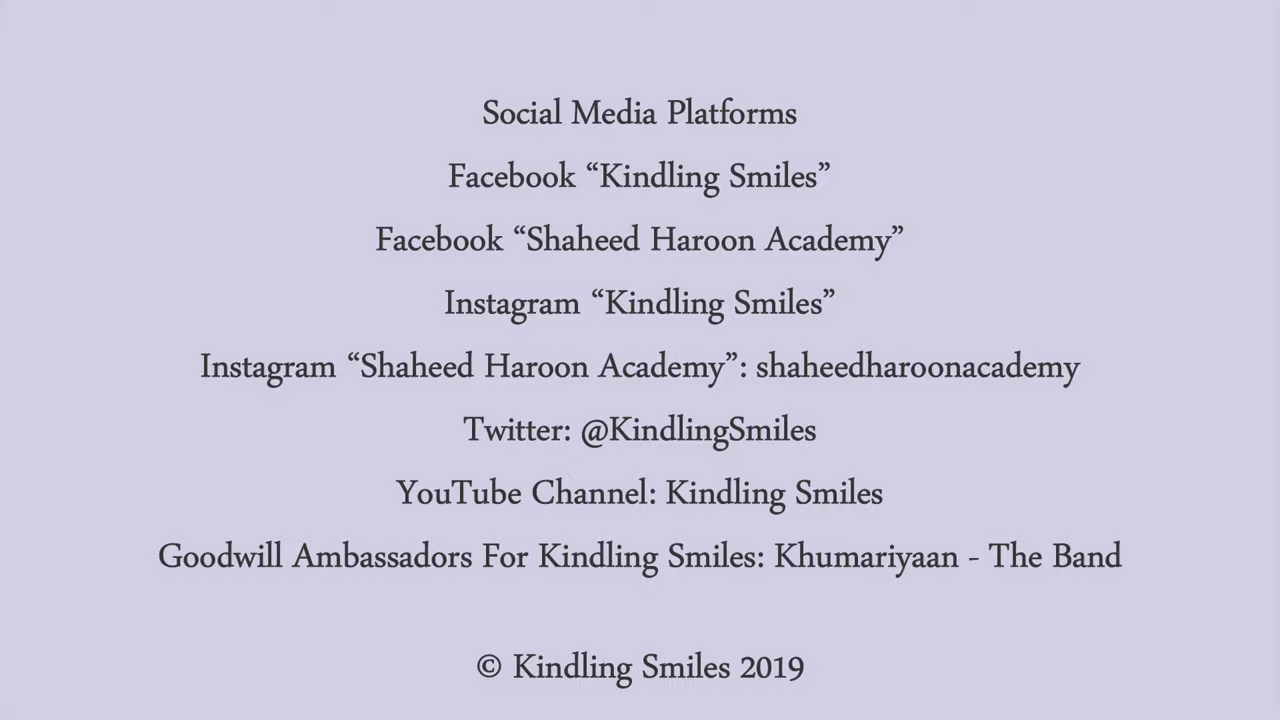 Social Media Platforms
Facebook “Kindling Smiles”
Facebook “Shaheed Haroon Academy”
Instagram “Kindling Smiles”
Instagram “Shaheed Haroon Academy”: shaheedharoonacademy
Twitter: @KindlingSmiles
YouTube Channel: Kindling Smiles
Goodwill Ambassadors For Kindling Smiles: Khumariyaan - The Band
© Kindling Smiles 2019